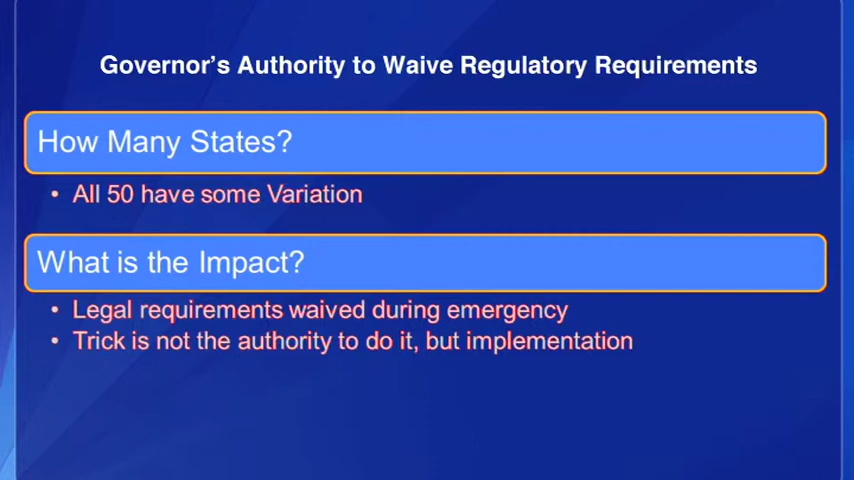 Governor’s Authority to Waive Regulatory Requirements
How Many States?
• All 50 have some Variation
What is the Impact?
• Legal requirements waived during emergency
• Trick is not the authority to do it, but implementation